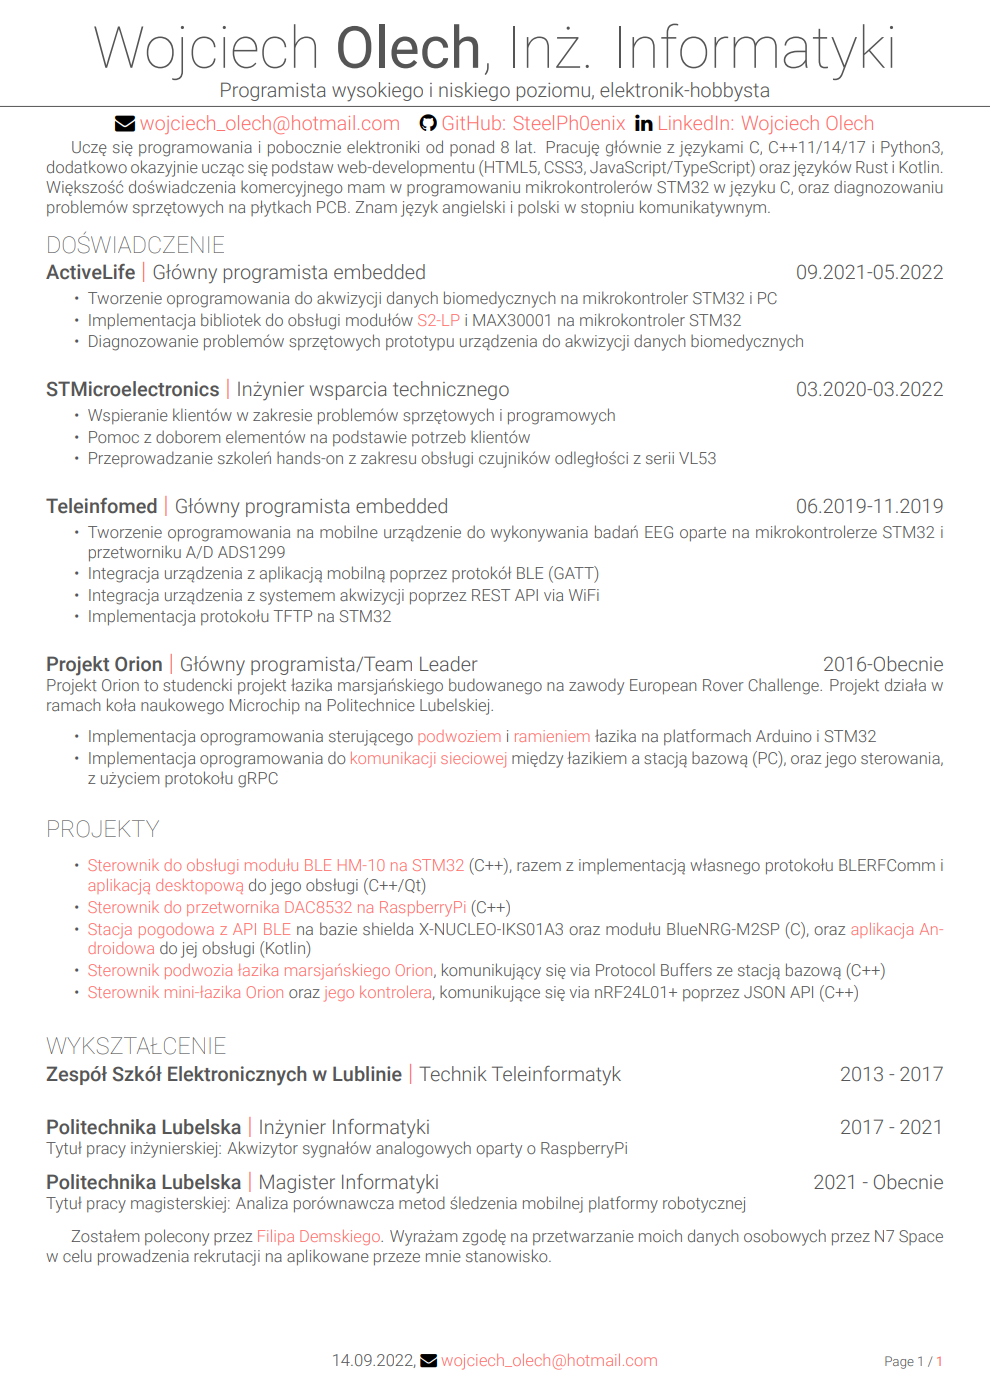 Wojciech Olech, Inż. Informatyki
Programista wysokiego i niskiego poziomu, elektronik-hobbysta
wojciech_olech@hotmail.com GitHub: SteelPh0enix LinkedIn: Wojciech Olech
Uczę się programowania i pobocznie elektroniki od ponad 8 lat. Pracuję głównie z językami C, C++11/14/17 i Python3,
dodatkowo okazyjnie ucząc się podstaw web-developmentu (HTML5, CSS3, JavaScript/TypeScript) oraz języków Rust i Kotlin.
Większość doświadczenia komercyjnego mam w programowaniu mikrokontrolerów STM32 w języku C, oraz diagnozowaniu
problemów sprzętowych na płytkach PCB. Znam język angielski i polski w stopniu komunikatywnym.
DOŚWIADCZENIE
ActiveLife | Główny programista embedded 09.2021-05.2022
• Tworzenie oprogramowania do akwizycji danych biomedycznych na mikrokontroler STM32 i PC
• Implementacja bibliotek do obsługi modułów S2-LP i MAX30001 na mikrokontroler STM32
• Diagnozowanie problemów sprzętowych prototypu urządzenia do akwizycji danych biomedycznych
STMicroelectronics | Inżynier wsparcia technicznego 03.2020-03.2022
• Wspieranie klientów w zakresie problemów sprzętowych i programowych
• Pomoc z doborem elementów na podstawie potrzeb klientów
• Przeprowadzanie szkoleń hands-on z zakresu obsługi czujników odległości z serii VL53
Teleinfomed | Główny programista embedded 06.2019-11.2019
• Tworzenie oprogramowania na mobilne urządzenie do wykonywania badań EEG oparte na mikrokontrolerze STM32 i
przetworniku A/D ADS1299
• Integracja urządzenia z aplikacją mobilną poprzez protokół BLE (GATT)
• Integracja urządzenia z systemem akwizycji poprzez REST API via WiFi
• Implementacja protokołu TFTP na STM32
Projekt Orion | Główny programista/Team Leader 2016-Obecnie
Projekt Orion to studencki projekt łazika marsjańskiego budowanego na zawody European Rover Challenge. Projekt działa w
ramach koła naukowego Microchip na Politechnice Lubelskiej.
• Implementacja oprogramowania sterującego podwoziem i ramieniem łazika na platformach Arduino i STM32
• Implementacja oprogramowania do komunikacji sieciowej między łazikiem a stacją bazową (PC), oraz jego sterowania,
z użyciem protokołu gRPC
PROJEKTY
• Sterownik do obsługi modułu BLE HM-10 na STM32 (C++), razem z implementacją własnego protokołu BLERFComm i
aplikacją desktopową do jego obsługi (C++/Qt)
• Sterownik do przetwornika DAC8532 na RaspberryPi (C++)
• Stacja pogodowa z API BLE na bazie shielda X-NUCLEO-IKS01A3 oraz modułu BlueNRG-M2SP (C), oraz aplikacja An-
droidowa do jej obsługi (Kotlin)
• Sterownik podwozia łazika marsjańskiego Orion, komunikujący się via Protocol Buffers ze stacją bazową (C++)
• Sterownik mini-łazika Orion oraz jego kontrolera, komunikujące się via nRF24L01+ poprzez JSON API (C++)
WYKSZTAŁCENIE
Zespół Szkół Elektronicznych w Lublinie | Technik Teleinformatyk 2013 - 2017
Politechnika Lubelska | Inżynier Informatyki 2017 - 2021
Tytuł pracy inżynierskiej: Akwizytor sygnałów analogowych oparty o RaspberryPi
Politechnika Lubelska | Magister Informatyki 2021 - Obecnie
Tytuł pracy magisterskiej: Analiza porównawcza metod śledzenia mobilnej platformy robotycznej
Zostałem polecony przez Filipa Demskiego. Wyrażam zgodę na przetwarzanie moich danych osobowych przez N7 Space
w celu prowadzenia rekrutacji na aplikowane przeze mnie stanowisko.
14.09.2022, wojciech_olech@hotmail.com Page 1 / 1